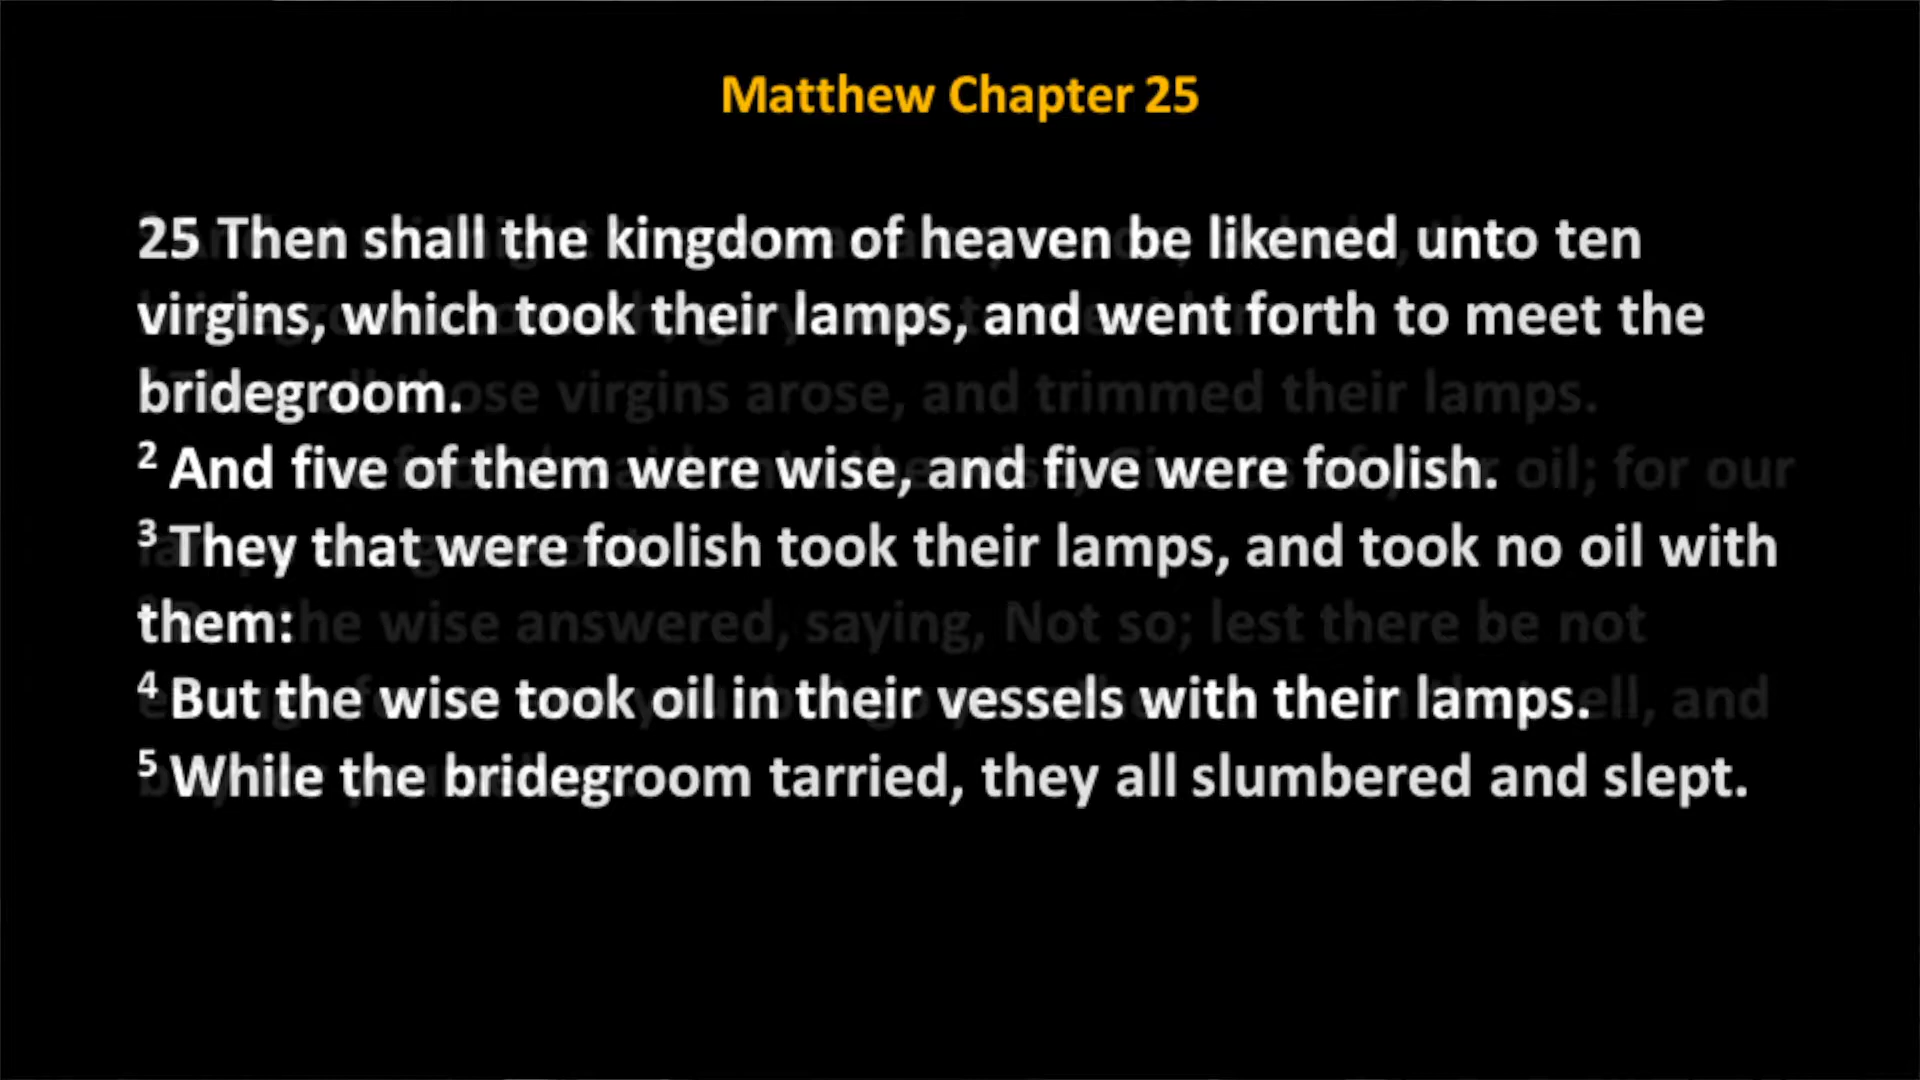 Matthew Chapter 25
25 Then shall the kingdom of heaven be likened unto ten
virgins, which took their lamps, and went forth to meet the
bridegroom.
2 And five of them were wise, and five were foolish.
3 They that were foolish took their lamps, and took no oil with
them:
4 But the wise took oil in their vessels with their lamps.
5 While the bridegroom tarried, they all slumbered and slept.